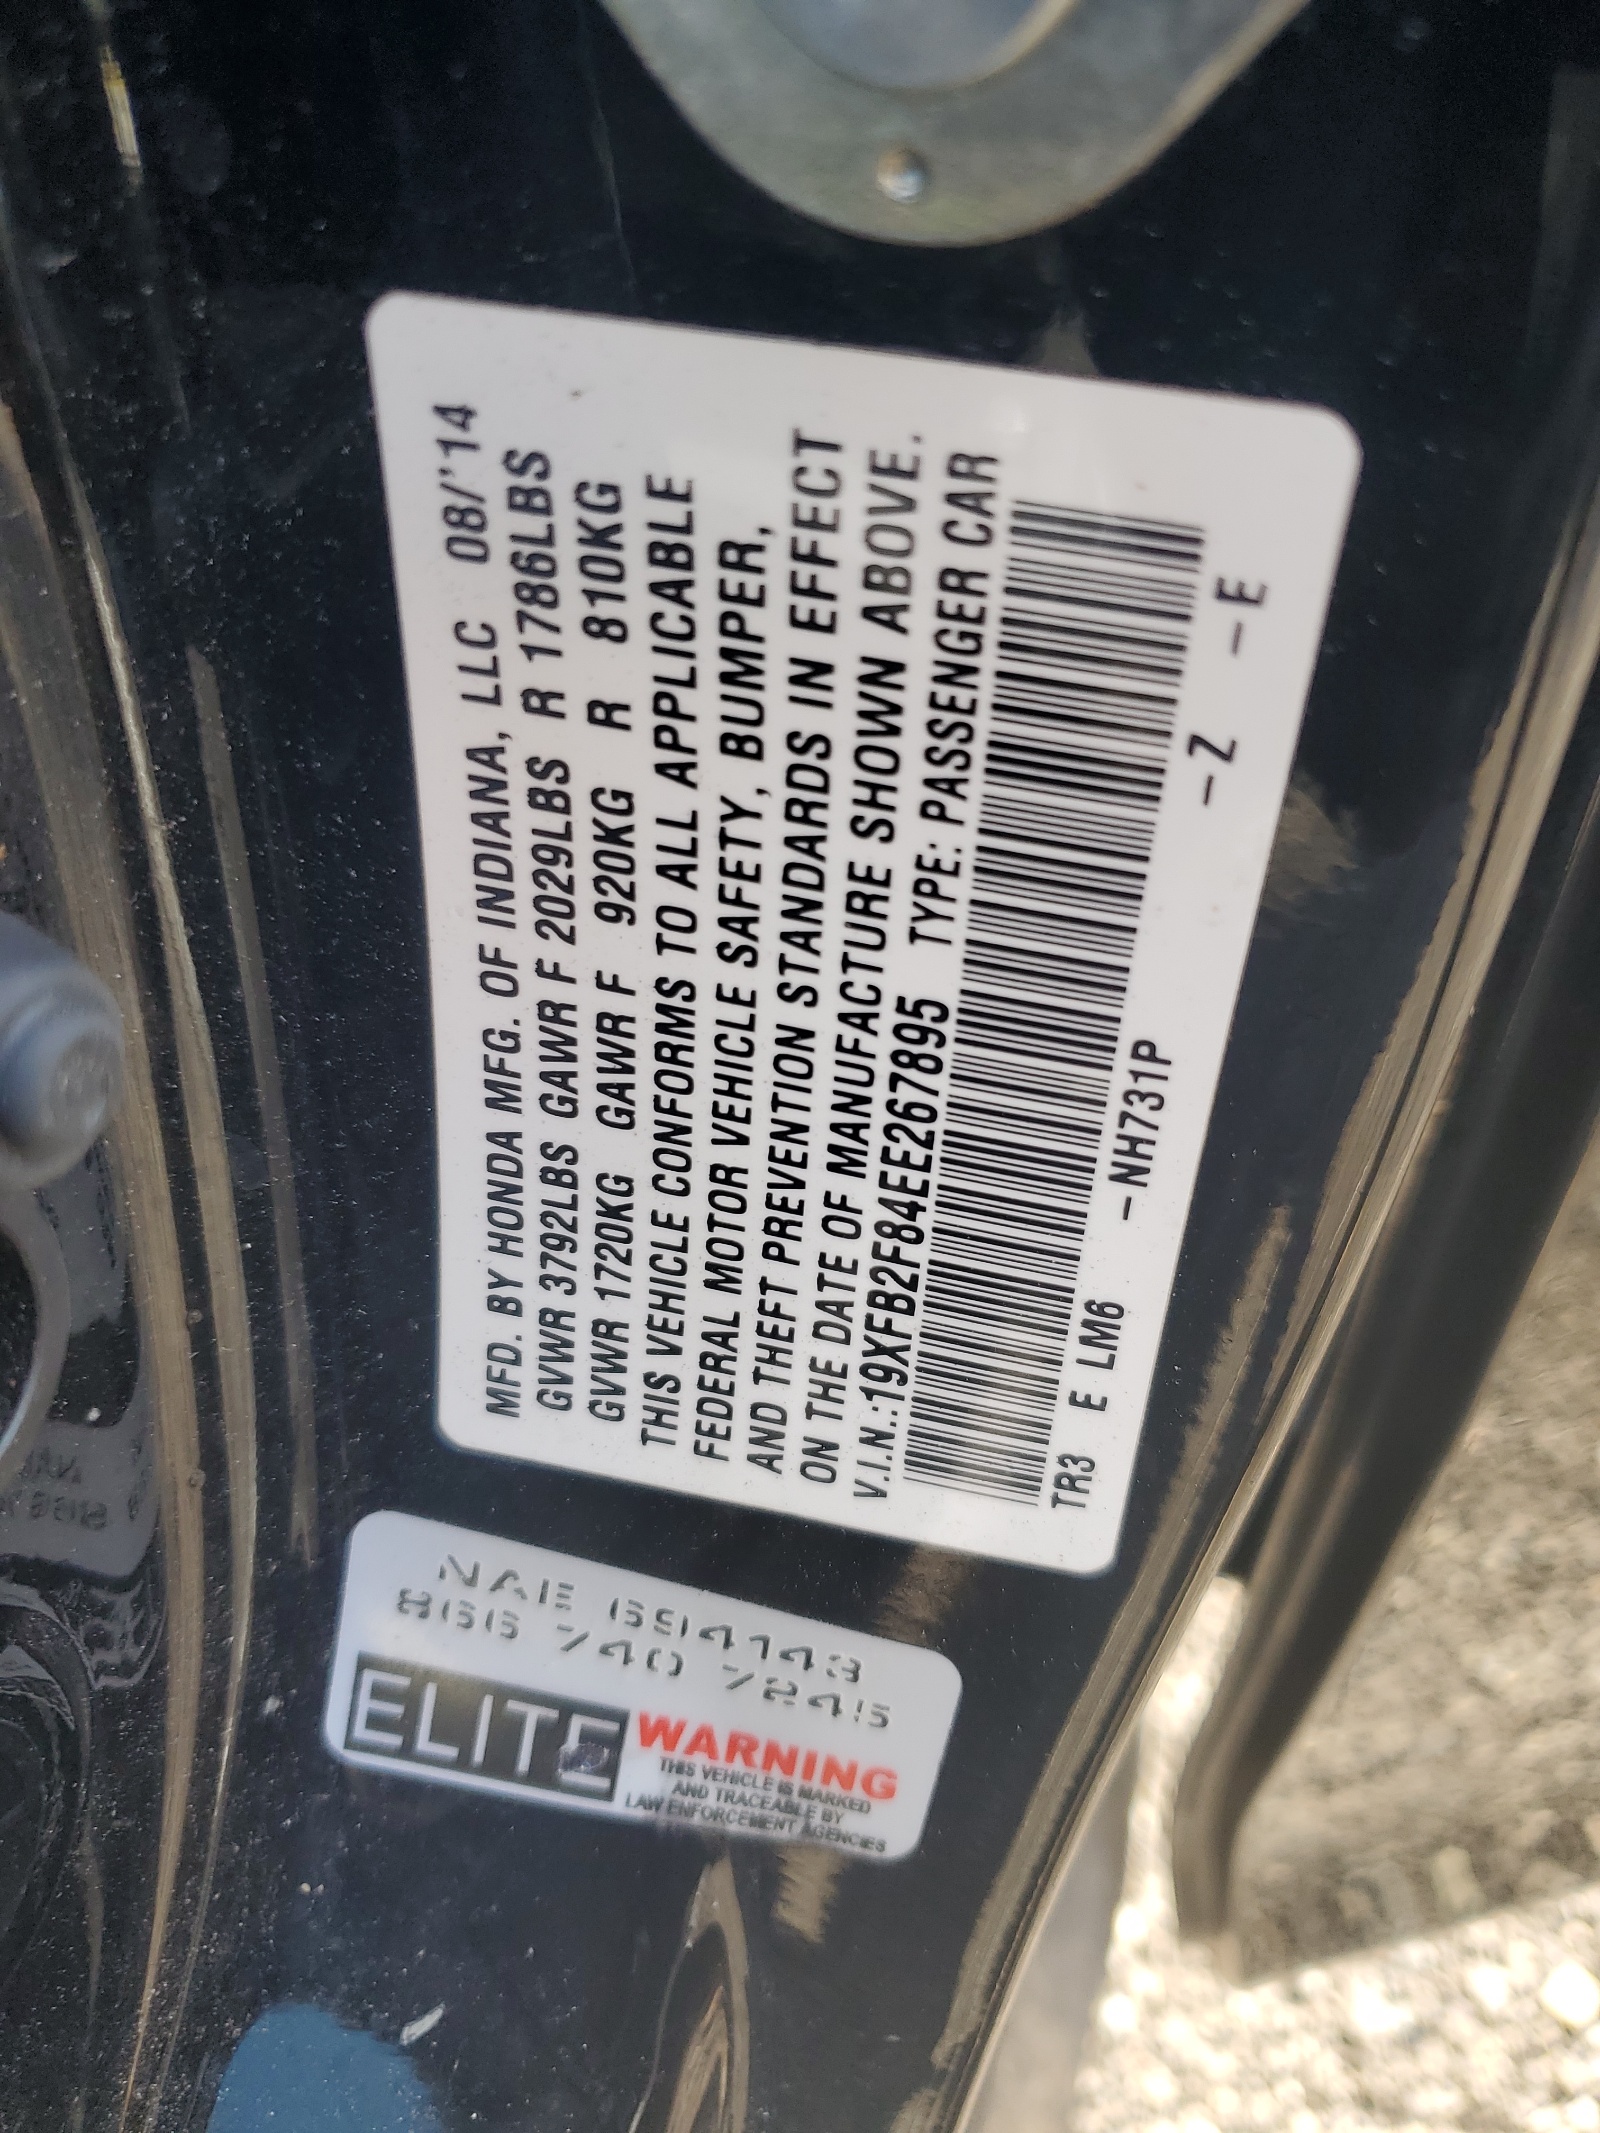 MFD. BY HONDA MFG. OF INDIANA, LLC 08/'14
GVWR 3792LBS GAWR F 2029LBS R 1786LBS
GVWR 1720KG GAWR F 920KG R 810KG
THIS VEHICLE CONFORMS TO ALL APPLICABLE
FEDERAL MOTOR VEHICLE SAFETY, BUMPER,
AND THEFT PREVENTION STANDARDS IN EFFECT
ON THE DATE OF MANUFACTURE SHOWN ABOVE.
V.I.N.:19XFB2F84EE267895 TYPE: PASSENGER CAR
TR3 E LM6 –NH731P –Z –E
NAE 694143
866 740 7245
ELITE
WARNING
THIS VEHICLE IS MARKED
AND TRACEABLE BY
LAW ENFORCEMENT AGENCIES